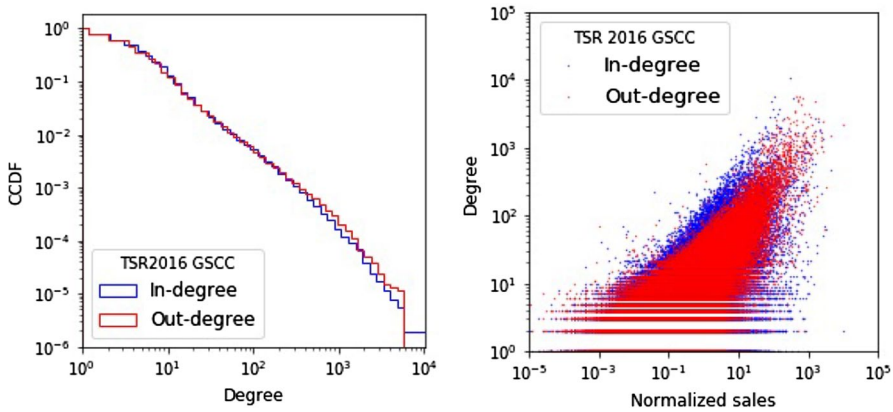 10⁰
10⁻¹
10⁻²
10⁻³
10⁻⁴
10⁻⁵
10⁻⁶
CCDF
TSR2016 GSCC
In-degree
Out-degree
10⁰ 10¹ 10² 10³ 10⁴
Degree
10⁵
10⁴
10³
10²
10¹
10⁰
Degree
TSR 2016 GSCC
In-degree
Out-degree
10⁻⁵ 10⁻³ 10⁻¹ 10¹ 10³ 10⁵
Normalized sales